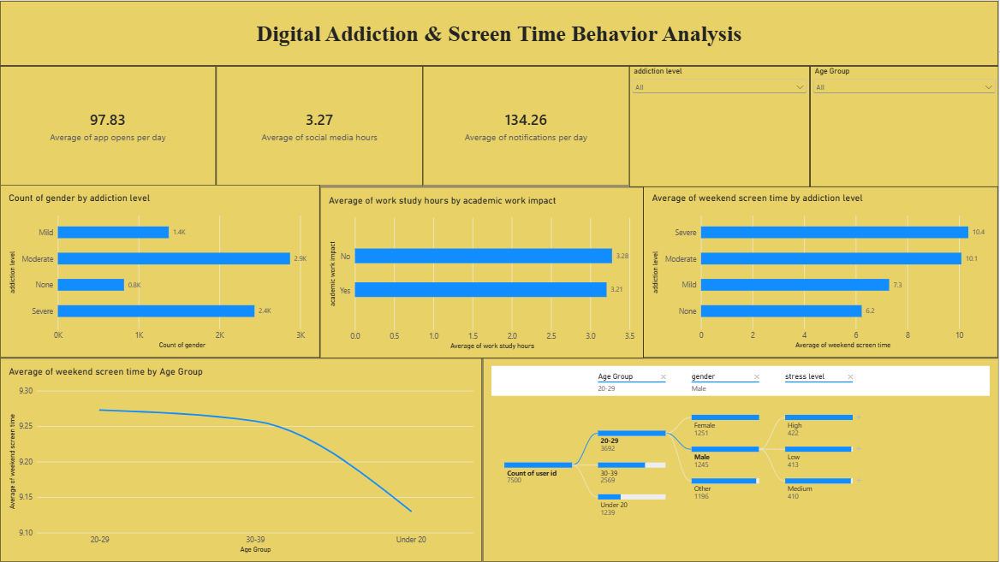 Digital Addiction & Screen Time Behavior Analysis
97.83
Average of app opens per day
3.27
Average of social media hours
134.26
Average of notifications per day
addiction level
All
Age Group
All
Count of gender by addiction level
addiction level
Mild
1.4K
Moderate
2.9K
None
0.8K
Severe
2.4K
0K 1K 2K 3K
Count of gender
Average of work study hours by academic work impact
academic work impact
No
3.28
Yes
3.21
0.0 0.5 1.0 1.5 2.0 2.5 3.0 3.5
Average of work study hours
Average of weekend screen time by addiction level
addiction level
Severe
10.4
Moderate
10.1
Mild
7.3
None
6.2
0 2 4 6 8 10
Average of weekend screen time
Average of weekend screen time by Age Group
Average of weekend screen time
9.30
9.25
9.20
9.15
9.10
20-29 30-39 Under 20
Age Group
Age Group
20-29
gender
Male
stress level
Count of user id
7500
20-29
3692
30-39
2569
Under 20
1239
Female
1251
Male
1245
Other
1196
High
422
Low
413
Medium
410